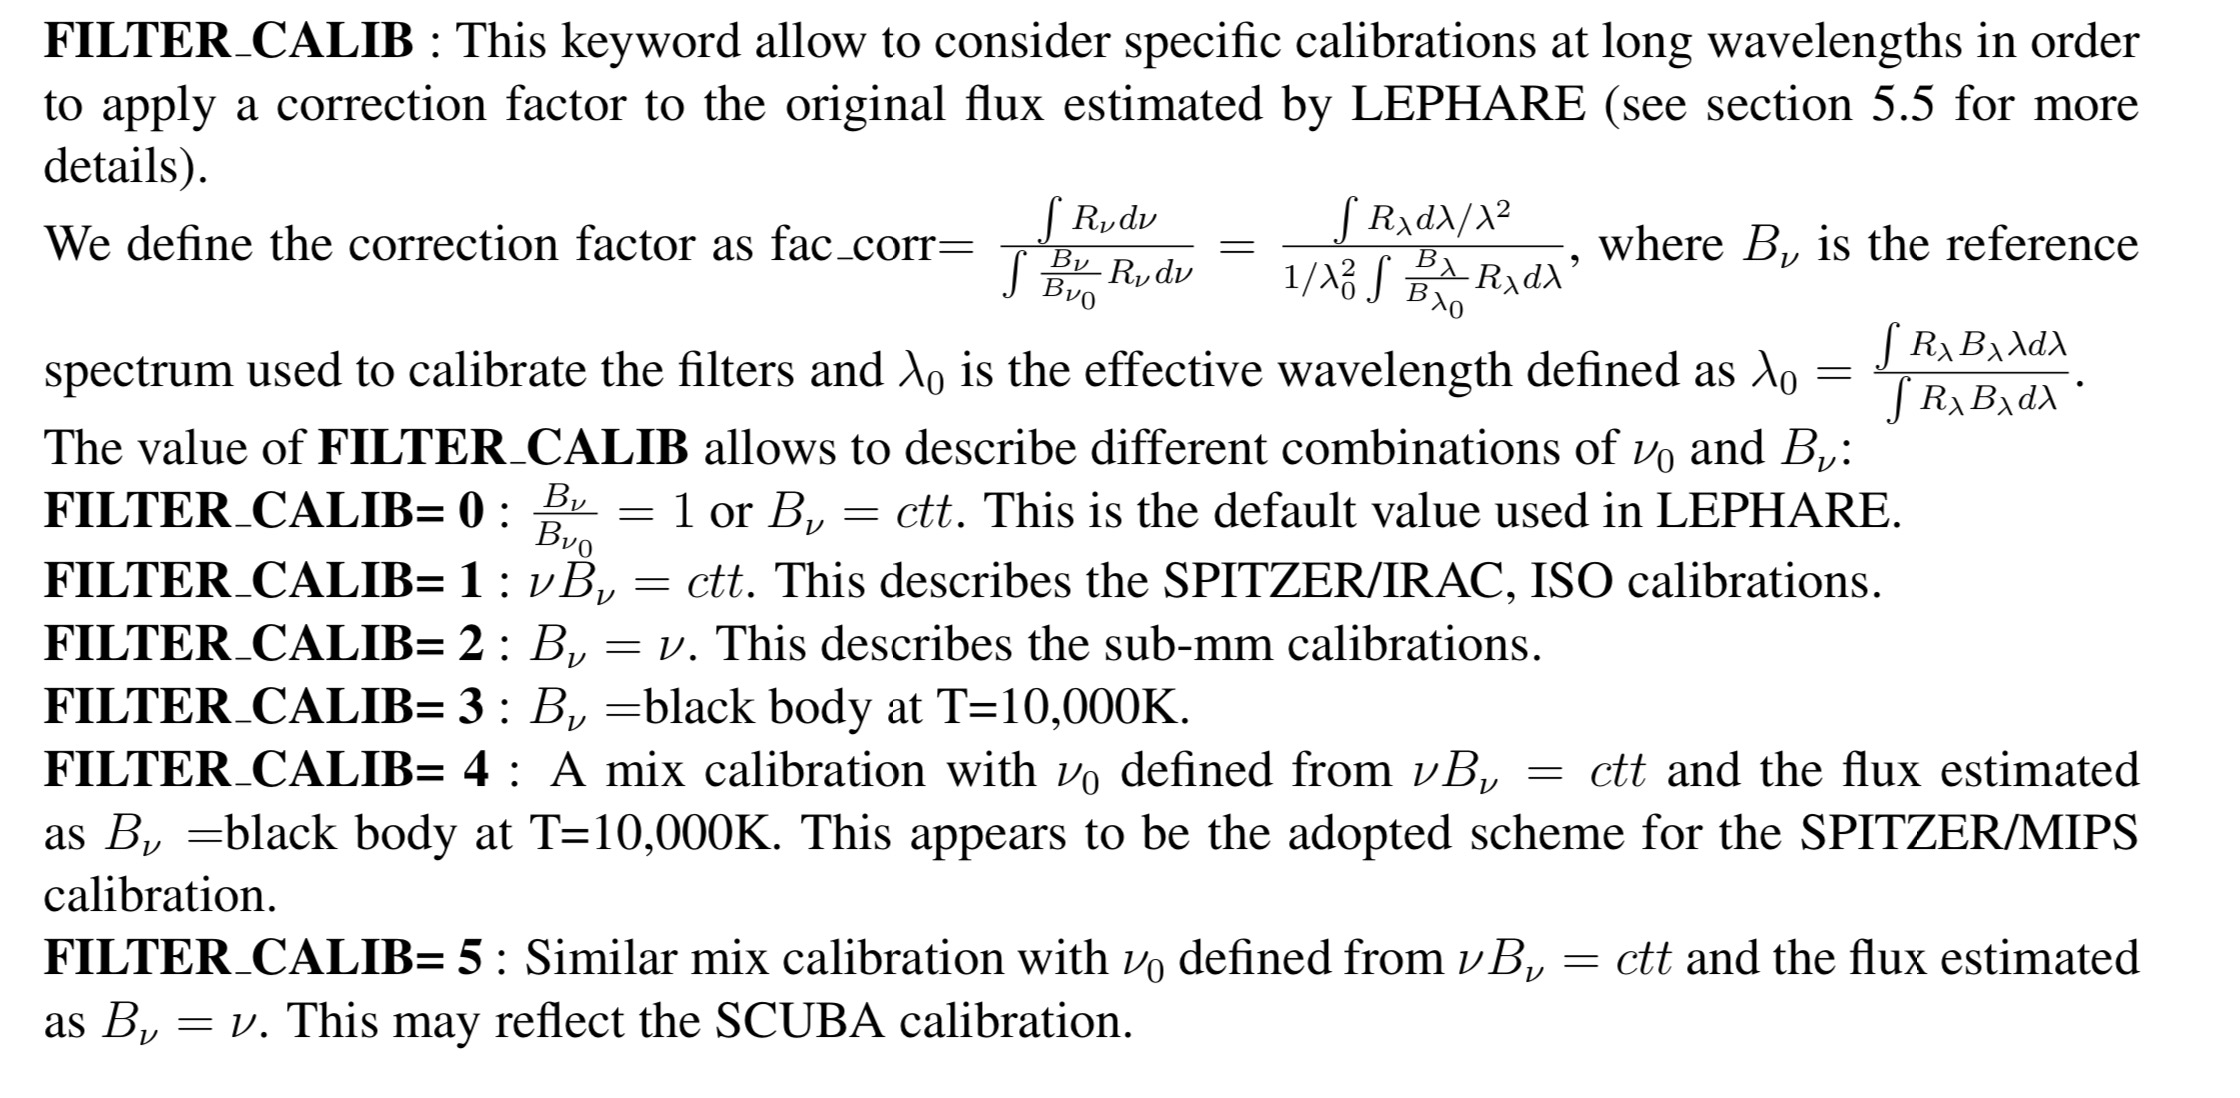 FILTER_CALIB : This keyword allow to consider specific calibrations at long wavelengths in order
to apply a correction factor to the original flux estimated by LEPHARE (see section 5.5 for more
details).
We define the correction factor as fac_corr= $\frac{\int R_\nu d\nu}{\int \frac{B_\nu}{B_{\nu_0}} R_\nu d\nu} = \frac{\int R_\lambda d\lambda/\lambda^2}{1/\lambda_0^2 \int \frac{B_\lambda}{B_{\lambda_0}} R_\lambda d\lambda}$, where $B_\nu$ is the reference
spectrum used to calibrate the filters and $\lambda_0$ is the effective wavelength defined as $\lambda_0 = \frac{\int R_\lambda B_\lambda \lambda d\lambda}{\int R_\lambda B_\lambda d\lambda}$.
The value of FILTER_CALIB allows to describe different combinations of $\nu_0$ and $B_\nu$:
FILTER_CALIB= 0 : $\frac{B_\nu}{B_{\nu_0}} = 1$ or $B_\nu = ctt$. This is the default value used in LEPHARE.
FILTER_CALIB= 1 : $\nu B_\nu = ctt$. This describes the SPITZER/IRAC, ISO calibrations.
FILTER_CALIB= 2 : $B_\nu = \nu$. This describes the sub-mm calibrations.
FILTER_CALIB= 3 : $B_\nu$ =black body at T=10,000K.
FILTER_CALIB= 4 : A mix calibration with $\nu_0$ defined from $\nu B_\nu = ctt$ and the flux estimated
as $B_\nu$ =black body at T=10,000K. This appears to be the adopted scheme for the SPITZER/MIPS
calibration.
FILTER_CALIB= 5 : Similar mix calibration with $\nu_0$ defined from $\nu B_\nu = ctt$ and the flux estimated
as $B_\nu = \nu$. This may reflect the SCUBA calibration.